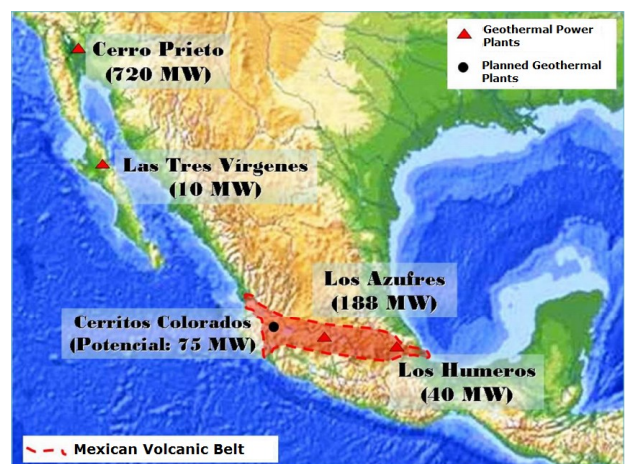 Geothermal Power
Plants
Planned Geothermal
Plants
Cerro Prieto
(720 MW)
Las Tres Vírgenes
(10 MW)
Los Azufres
(188 MW)
Cerritos Colorados
(Potencial: 75 MW)
Los Humeros
(40 MW)
Mexican Volcanic Belt